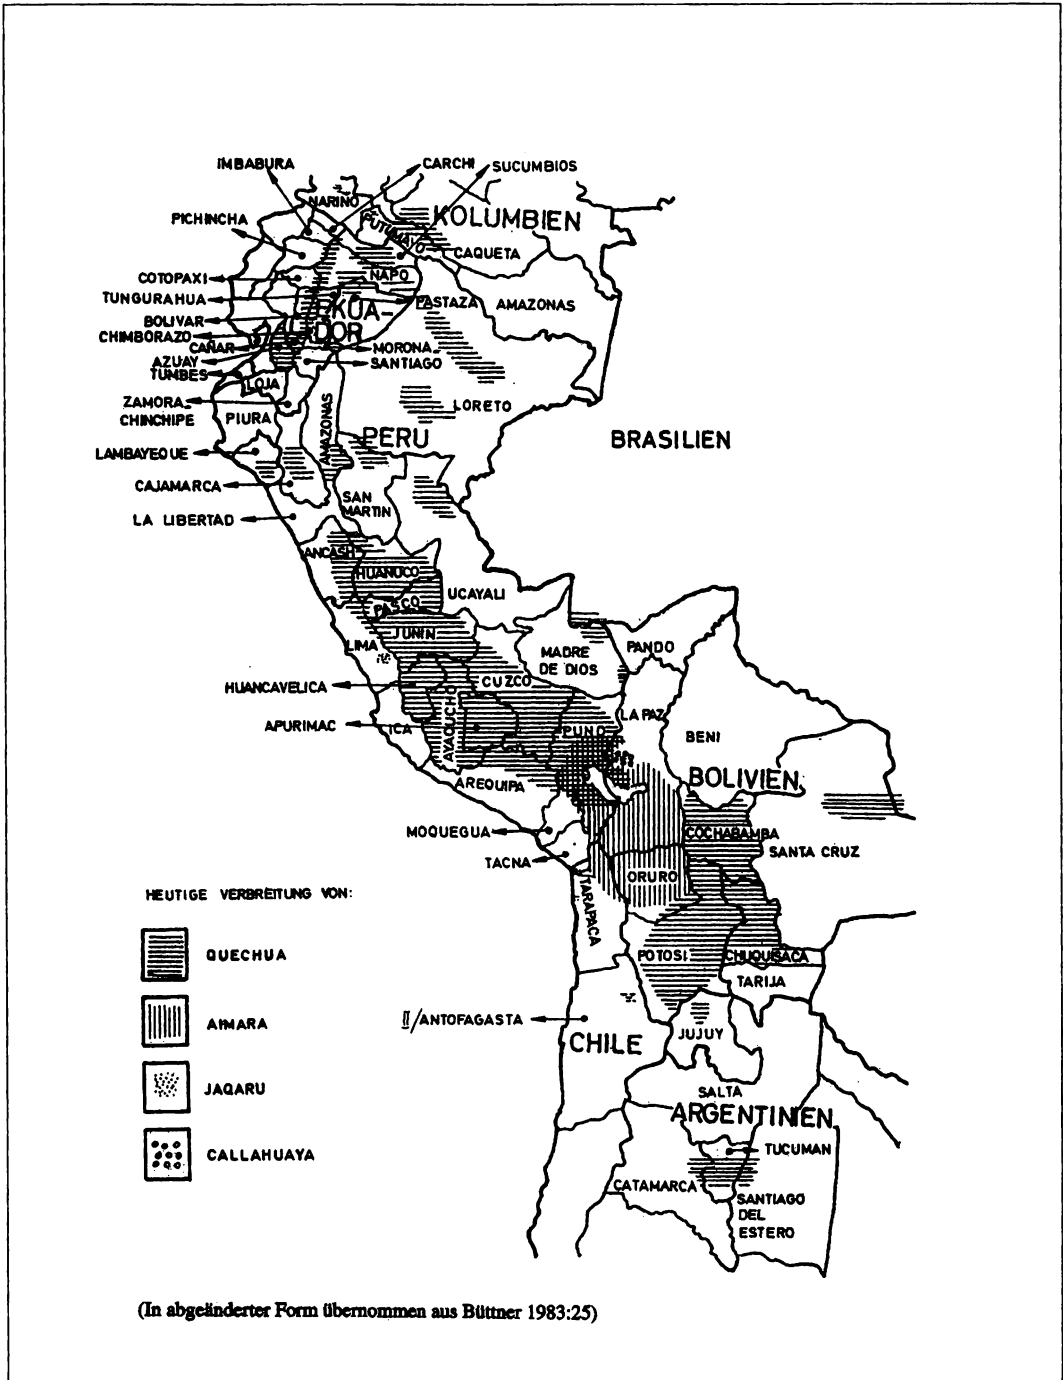 IMBABURA
CARCHI
SUCUMBIOS
NARIÑO
PICHINCHA
PUTUMAYO
KOLUMBIEN
CAQUETA
COTOPAXI
NAPO
TUNGURAHUA
PASTAZA
AMAZONAS
EKUA-
DOR
BOLIVAR
CHIMBORAZO
CAÑAR
MORONA
SANTIAGO
AZUAY
TUMBES
LOJA
ZAMORA
CHINCHIPE
PIURA
AMAZONAS
LORETO
PERU
BRASILIEN
LAMBAYEQUE
CAJAMARCA
SAN
MARTIN
LA LIBERTAD
ANCASH
HUANUCO
UCAYALI
PASCO
JUNIN
LIMA
MADRE
DE DIOS
PANDO
HUANCAVELICA
CUZCO
APURIMAC
ICA
AYACUCHO
LA PAZ
PUNO
BENI
AREQUIPA
BOLIVIEN
MOQUEGUA
COCHABAMBA
SANTA CRUZ
TACNA
ORURO
TARAPACA
POTOSI
CHUQUISACA
TARIJA
HEUTIGE VERBREITUNG VON:
QUECHUA
AIMARA
JAQARU
CALLAHUAYA
II/ANTOFAGASTA
CHILE
JUJUY
SALTA
ARGENTINIEN
TUCUMAN
CATAMARCA
SANTIAGO
DEL
ESTERO
(In abgeänderter Form übernommen aus Büttner 1983:25)